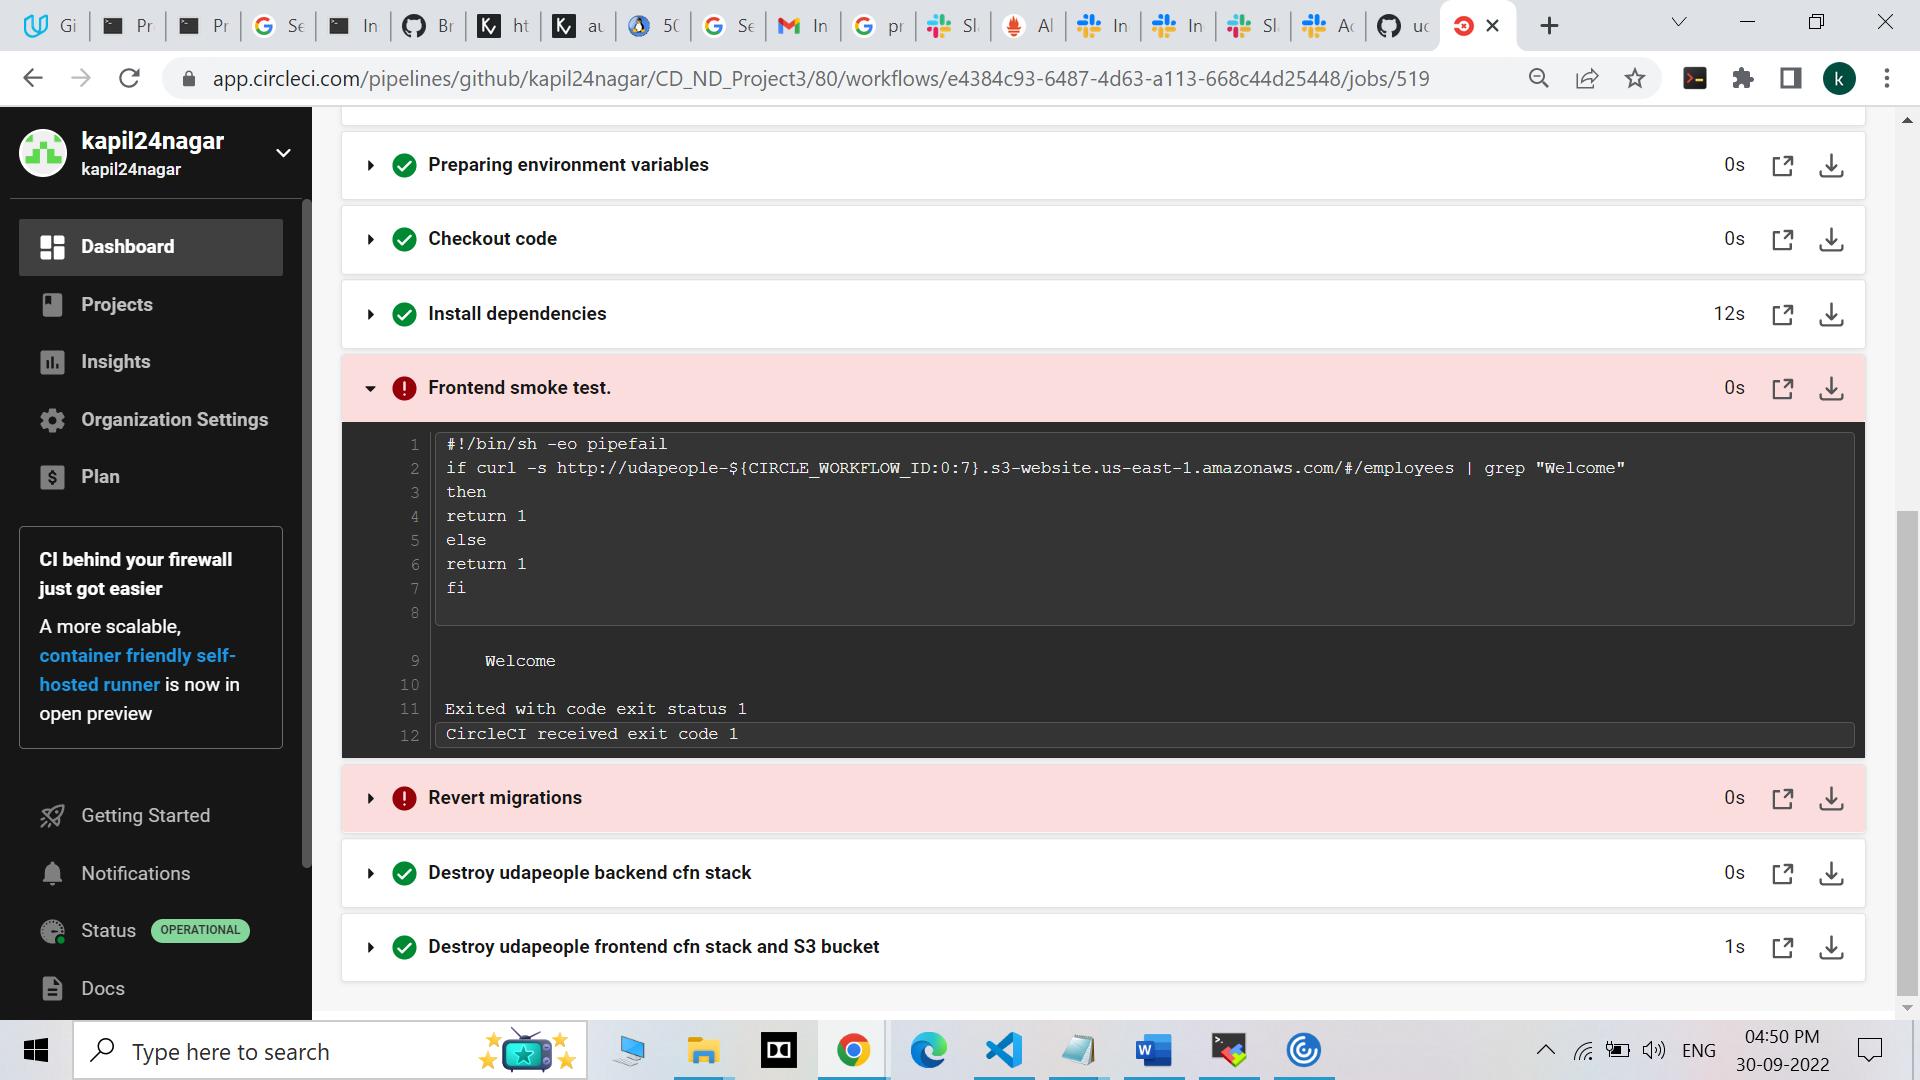 Gi
Pr
Pr
Se
In
Br
ht
au
50
Se
In
pr
Sl
Al
In
In
Sl
Ac
uc
app.circleci.com/pipelines/github/kapil24nagar/CD_ND_Project3/80/workflows/e4384c93-6487-4d63-a113-668c44d25448/jobs/519
k
kapil24nagar
kapil24nagar
Dashboard
Projects
Insights
Organization Settings
Plan
CI behind your firewall
just got easier
A more scalable,
container friendly self-
hosted runner is now in
open preview
Getting Started
Notifications
Status OPERATIONAL
Docs
Preparing environment variables 0s
Checkout code 0s
Install dependencies 12s
Frontend smoke test. 0s
1 #!/bin/sh -eo pipefail
2 if curl -s http://udapeople-${CIRCLE_WORKFLOW_ID:0:7}.s3-website.us-east-1.amazonaws.com/#/employees | grep "Welcome"
3 then
4 return 1
5 else
6 return 1
7 fi
8
9 Welcome
10
11 Exited with code exit status 1
12 CircleCI received exit code 1
Revert migrations 0s
Destroy udapeople backend cfn stack 0s
Destroy udapeople frontend cfn stack and S3 bucket 1s
Type here to search
W
ENG
04:50 PM
30-09-2022